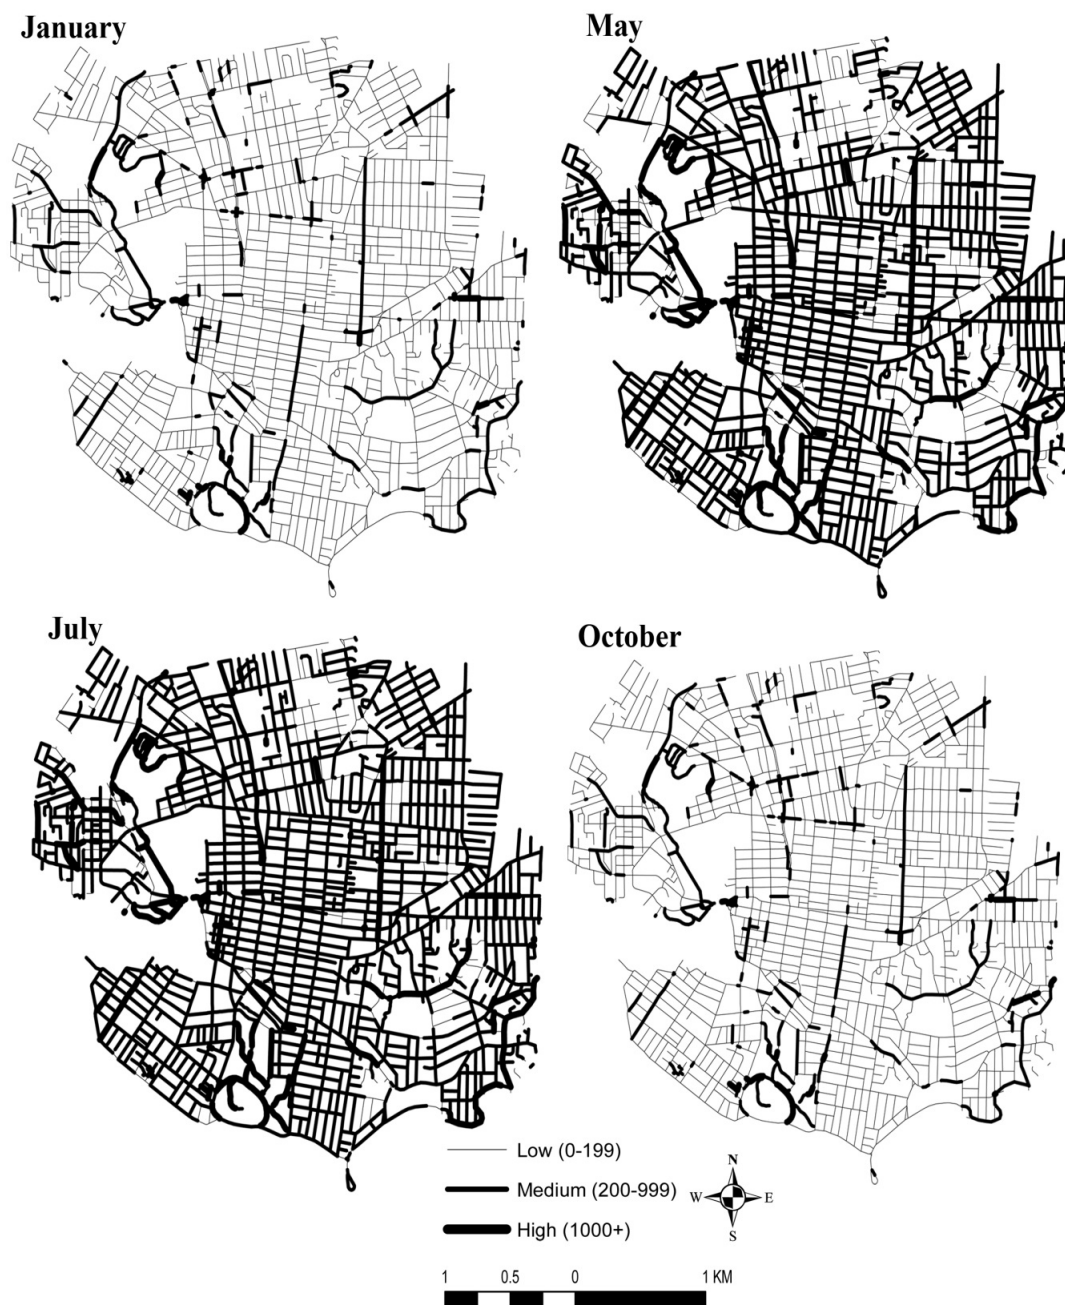 January
May
July
October
Low (0-199)
Medium (200-999)
High (1000+)
N
W E
S
1 0.5 0 1 KM